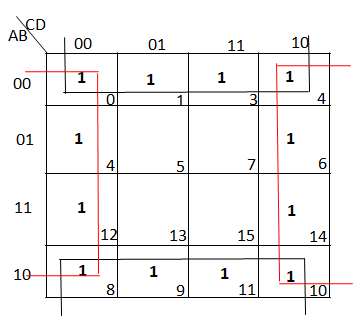 CD
AB
00 01 11 10
00 1 1 1 1
0 1 3 4
01 1 1
4 5 7 6
11 1 1
12 13 15 14
10 1 1 1 1
8 9 11 10